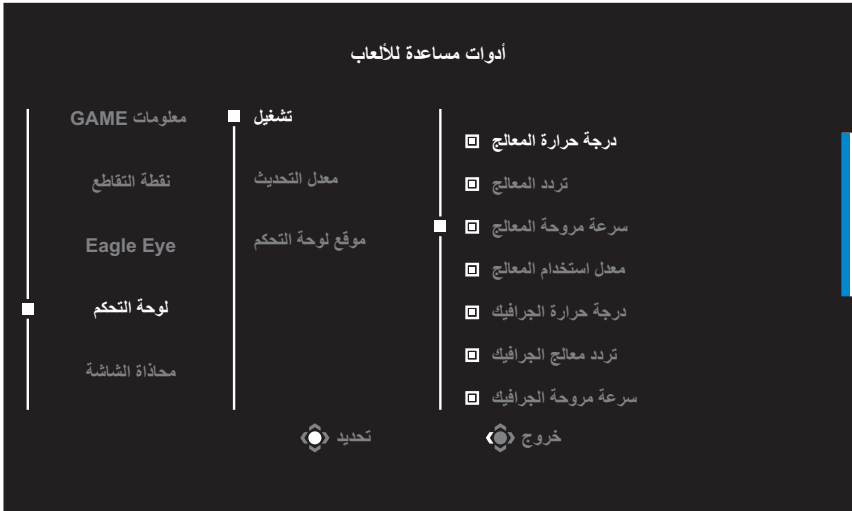 أدوات مساعدة للألعاب
معلومات GAME
نقطة التقاطع
Eagle Eye
لوحة التحكم
محاذاة الشاشة
تشغيل
معدل التحديث
موقع لوحة التحكم
درجة حرارة المعالج
تردد المعالج
سرعة مروحة المعالج
معدل استخدام المعالج
درجة حرارة الجرافيك
تردد معالج الجرافيك
سرعة مروحة الجرافيك
تحديد
خروج